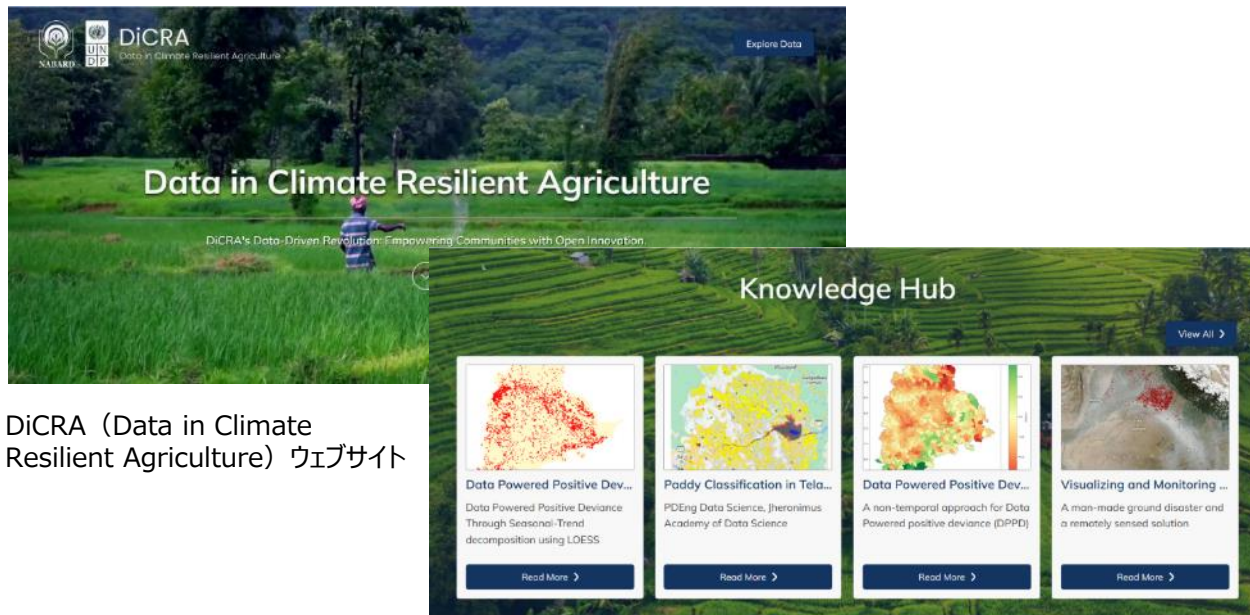 NABARD
U N
D P
DiCRA
Data in Climate Resilient Agriculture
Explore Data
Data in Climate Resilient Agriculture
DiCRA's Data-Driven Revolution: Empowering Communities with Open Innovation.
Knowledge Hub
View All
Data Powered Positive Dev...
Data Powered Positive Deviance
Through Seasonal-Trend
decomposition using LOESS
Read More
Paddy Classification in Tela...
PDEng Data Science, Jheronimus
Academy of Data Science
Read More
Data Powered Positive Dev...
A non-temporal approach for Data
Powered positive deviance (DPPD)
Read More
Visualizing and Monitoring ...
A man-made ground disaster and
a remotely sensed solution
Read More
DiCRA（Data in Climate
Resilient Agriculture）ウェブサイト